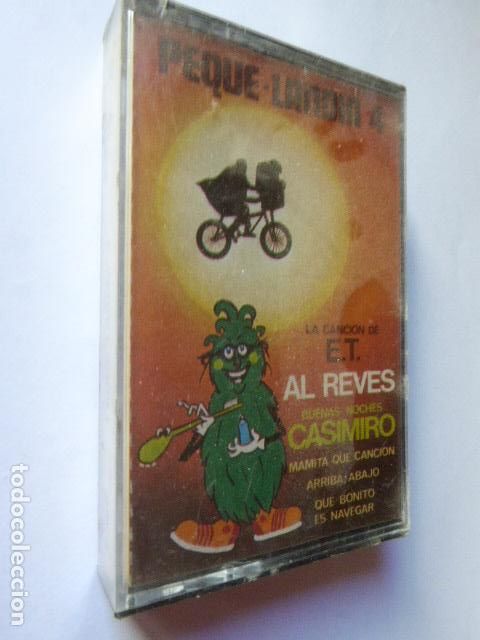 PEQUE-LANDIA 4
LA CANCION DE
E.T.
AL REVES
BUENAS NOCHES
CASIMIRO
MAMITA QUE CANCION
ARRIBA-ABAJO
QUE BONITO
ES NAVEGAR
todocoleccion